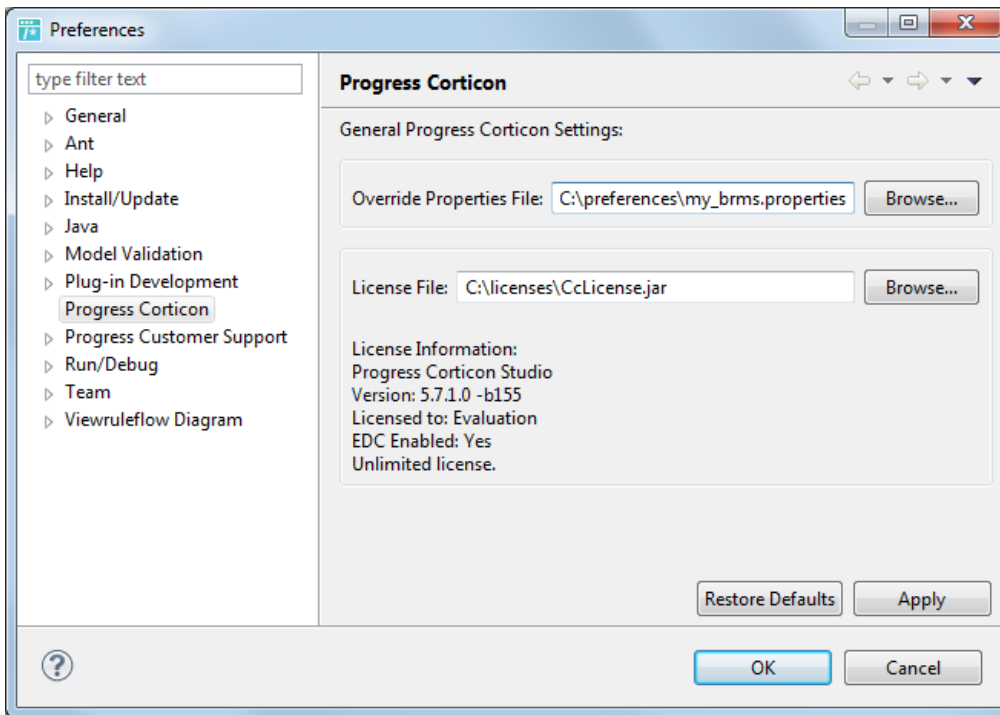 Preferences
type filter text
General
Ant
Help
Install/Update
Java
Model Validation
Plug-in Development
Progress Corticon
Progress Customer Support
Run/Debug
Team
Viewruleflow Diagram
Progress Corticon
General Progress Corticon Settings:
Override Properties File: C:\preferences\my_brms.properties Browse...
License File: C:\licenses\CcLicense.jar Browse...
License Information:
Progress Corticon Studio
Version: 5.7.1.0 -b155
Licensed to: Evaluation
EDC Enabled: Yes
Unlimited license.
Restore Defaults Apply
? OK Cancel